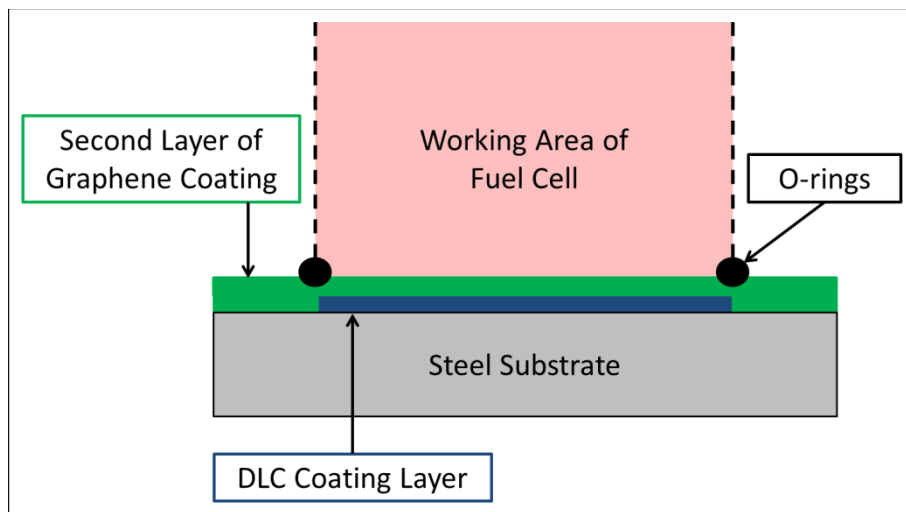 Second Layer of
Graphene Coating
Working Area of
Fuel Cell
O-rings
Steel Substrate
DLC Coating Layer